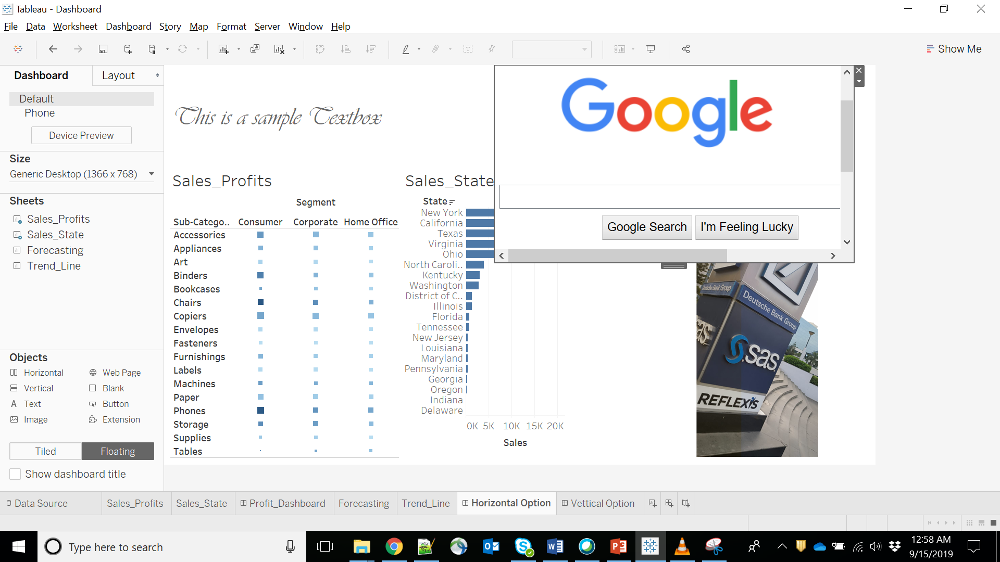 Tableau - Dashboard
File Data Worksheet Dashboard Story Map Format Server Window Help
Show Me
Dashboard Layout
Default
Phone
Device Preview
Size
Generic Desktop (1366 x 768)
Sheets
Sales_Profits
Sales_State
Forecasting
Trend_Line
Objects
Horizontal Web Page
Vertical Blank
Text Button
Image Extension
Tiled Floating
Show dashboard title
This is a sample Textbox
Sales_Profits
Segment
Sub-Catego.. Consumer Corporate Home Office
Accessories
Appliances
Art
Binders
Bookcases
Chairs
Copiers
Envelopes
Fasteners
Furnishings
Labels
Machines
Paper
Phones
Storage
Supplies
Tables
Sales_State
State
New York
California
Texas
Virginia
Ohio
North Caroli..
Kentucky
Washington
District of C..
Illinois
Florida
Tennessee
New Jersey
Louisiana
Maryland
Pennsylvania
Georgia
Oregon
Indiana
Delaware
0K 5K 10K 15K 20K
Sales
Google
Google Search I'm Feeling Lucky
Deutsche Bank Group
Deutsche Bank Group
sas
sas
REFLEXIS
Data Source Sales_Profits Sales_State Profit_Dashboard Forecasting Trend_Line Horizontal Option Vettical Option
Type here to search
12:58 AM
9/15/2019